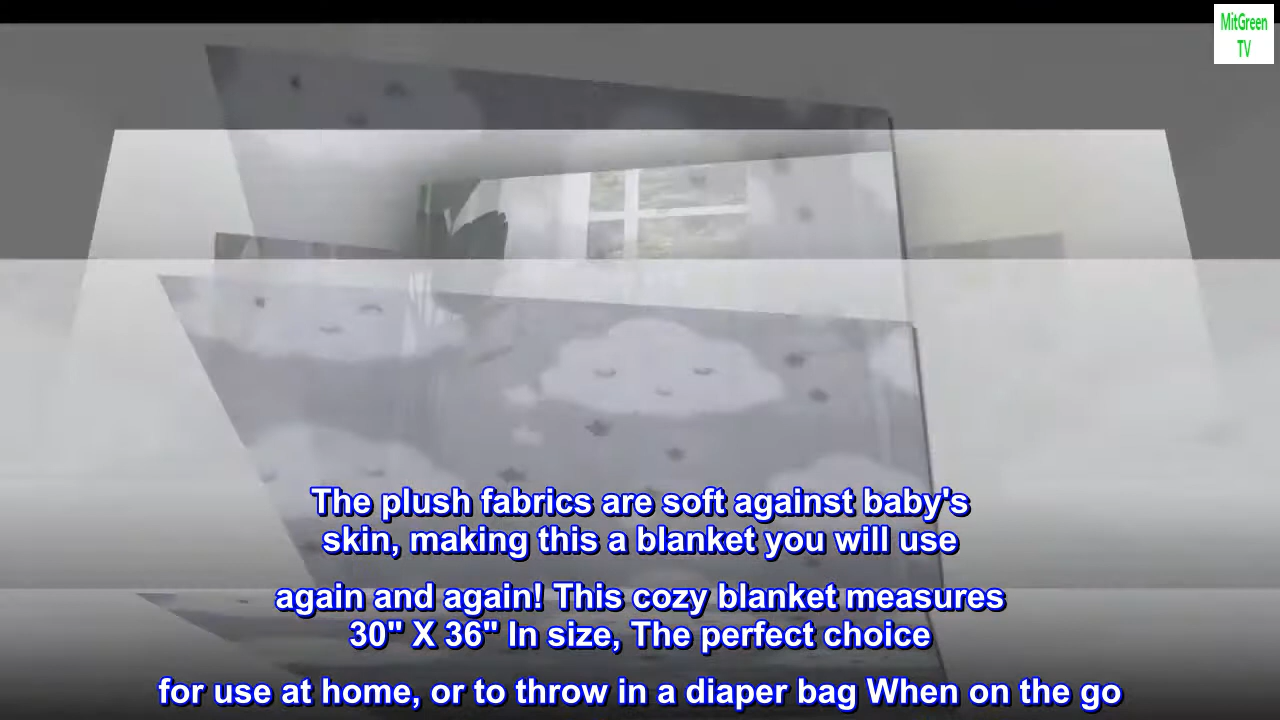 MitGreen
TV
The plush fabrics are soft against baby's
skin, making this a blanket you will use
again and again! This cozy blanket measures
30" X 36" In size, The perfect choice
for use at home, or to throw in a diaper bag When on the go